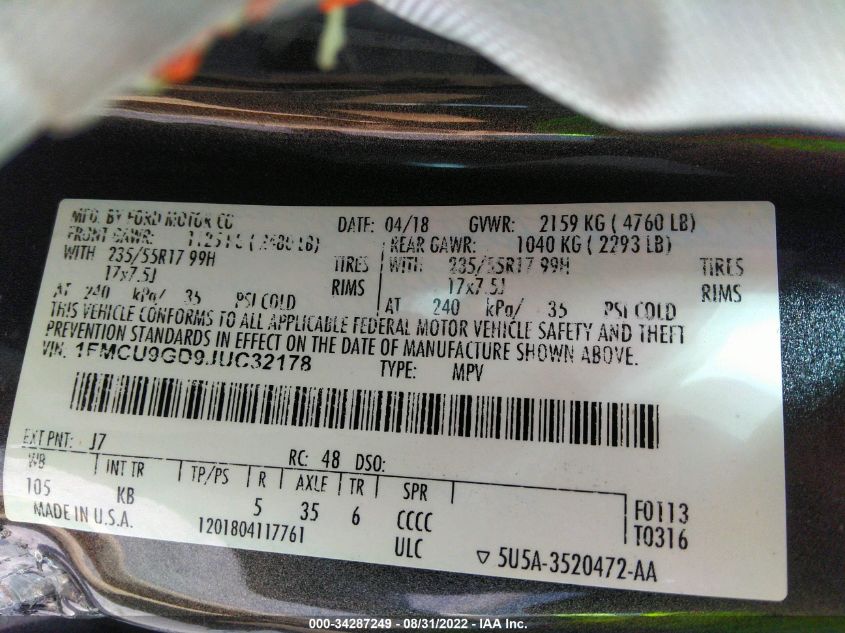 MFD. BY FORD MOTOR CO DATE: 04/18 GVWR: 2159 KG ( 4760 LB)
FRONT GAWR: LB) REAR GAWR: 1040 KG ( 2293 LB)
WITH 235/55R17 99H TIRES WITH 235/55R17 99H TIRES
17x7.5J RIMS 17x7.5J RIMS
AT 240 kPa/ 35 PSI COLD AT 240 kPa/ 35 PSI COLD
THIS VEHICLE CONFORMS TO ALL APPLICABLE FEDERAL MOTOR VEHICLE SAFETY AND THEFT
PREVENTION STANDARDS IN EFFECT ON THE DATE OF MANUFACTURE SHOWN ABOVE.
VIN: 1FMCU9GD9JUC32178 TYPE: MPV
EXT PNT: J7 RC: 48 DSO:
WB INT TR TP/PS R AXLE TR SPR
105 KB 5 35 6 CCCC F0113
MADE IN U.S.A. 1201804117761 ULC T0316
▽ 5U5A-3520472-AA
000-34287249 - 08/31/2022 - IAA Inc.